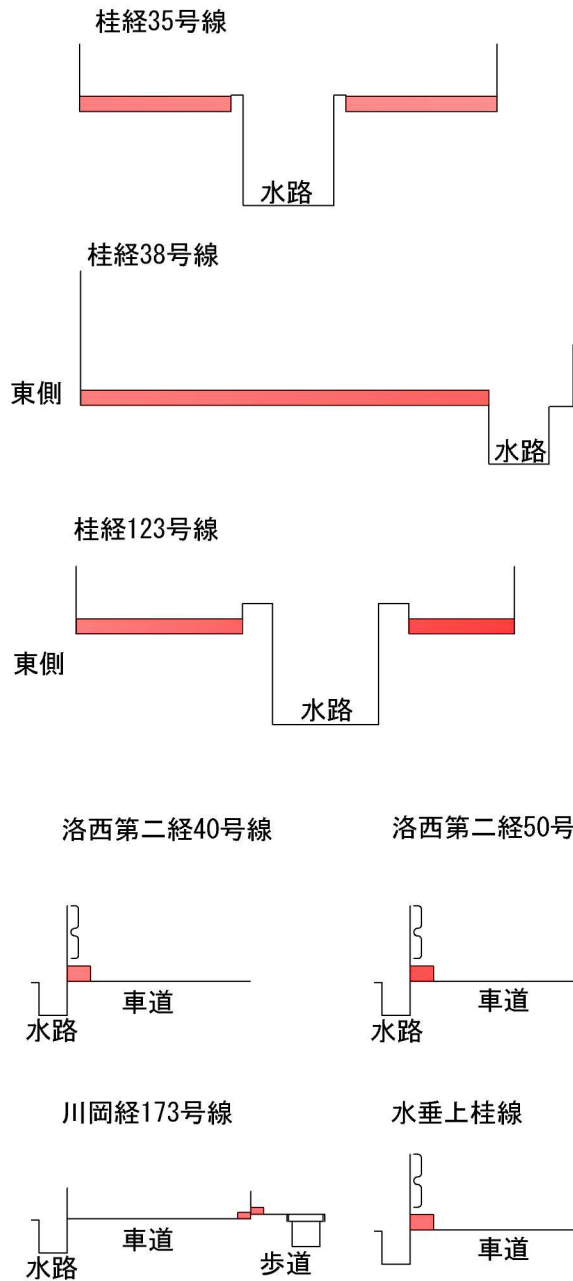 桂経35号線
水路
桂経38号線
東側
水路
桂経123号線
東側
水路
洛西第二経40号線
洛西第二経50号
車道
車道
水路
水路
川岡経173号線
水垂上桂線
車道
車道
水路
歩道